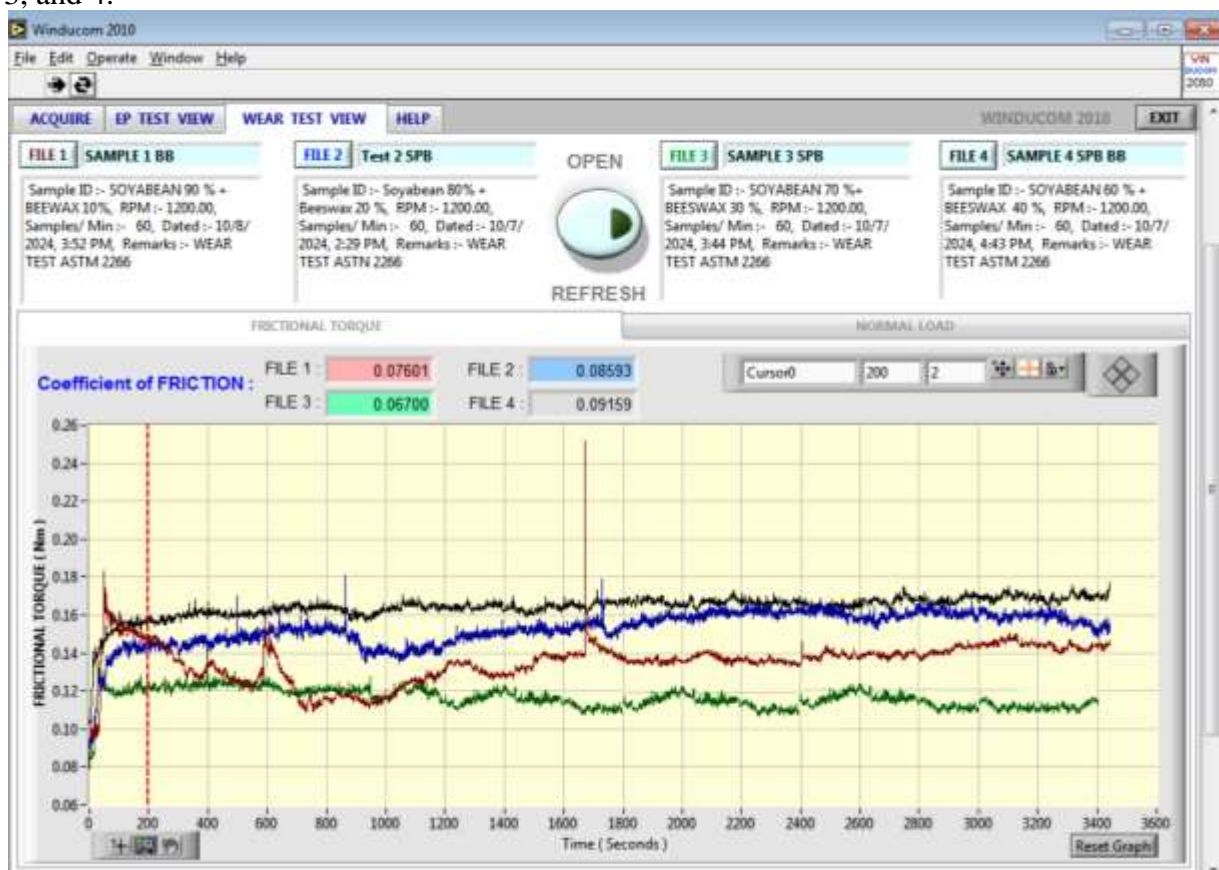 3, and 4.
Winducom 2010
File Edit Operate Window Help
VIN
DUCOM
2010
ACQUIRE EP TEST VIEW WEAR TEST VIEW HELP WINDUCOM 2010 EXIT
FILE 1 SAMPLE 1 BB
Sample ID :- SOYABEAN 90 % +
BEEWAX 10%, RPM :- 1200.00,
Samples/ Min :- 60, Dated :- 10/8/
2024, 3:52 PM, Remarks :- WEAR
TEST ASTM 2266
FILE 2 Test 2 SPB
Sample ID :- Soyabean 80% +
Beeswax 20 %, RPM :- 1200.00,
Samples/ Min :- 60, Dated :- 10/7/
2024, 2:29 PM, Remarks :- WEAR
TEST ASTN 2266
OPEN
REFRESH
FILE 3 SAMPLE 3 SPB
Sample ID :- SOYABEAN 70 %+
BEESWAX 30 %, RPM :- 1200.00,
Samples/ Min :- 60, Dated :- 10/7/
2024, 3:44 PM, Remarks :- WEAR
TEST ASTM 2266
FILE 4 SAMPLE 4 SPB BB
Sample ID :- SOYABEAN 60 % +
BEESWAX 40 %, RPM :- 1200.00,
Samples/ Min :- 60, Dated :- 10/7/
2024, 4:43 PM, Remarks :- WEAR
TEST ASTM 2266
FRICTIONAL TORQUE NORMAL LOAD
Coefficient of FRICTION :
FILE 1 : 0.07601 FILE 2 : 0.08593
FILE 3 : 0.06700 FILE 4 : 0.09159
Cursor0 200 2
FRICTIONAL TORQUE ( Nm )
0.26
0.24
0.22
0.20
0.18
0.16
0.14
0.12
0.10
0.08
0.06
0 200 400 600 800 1000 1200 1400 1600 1800 2000 2200 2400 2600 2800 3000 3200 3400 3600
Time ( Seconds )
Reset Graph